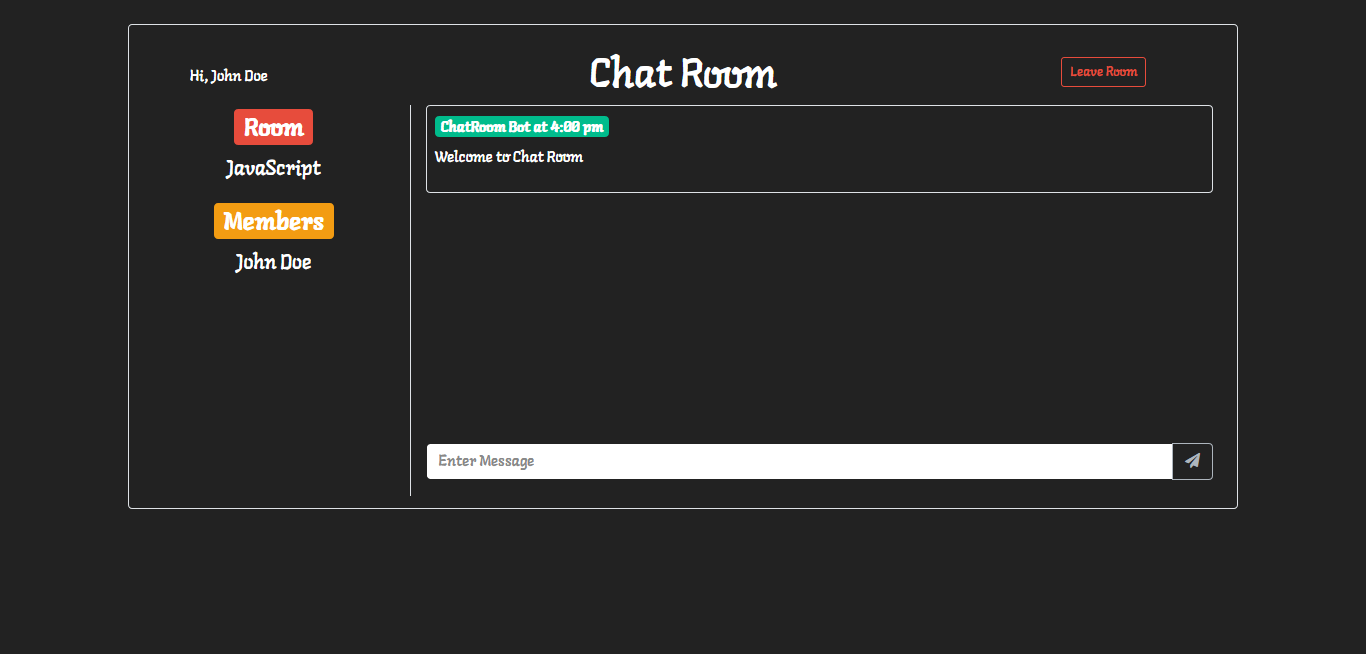 Hi, John Doe
Chat Room
Leave Room
Room
JavaScript
Members
John Doe
ChatRoom Bot at 4:00 pm
Welcome to Chat Room
Enter Message